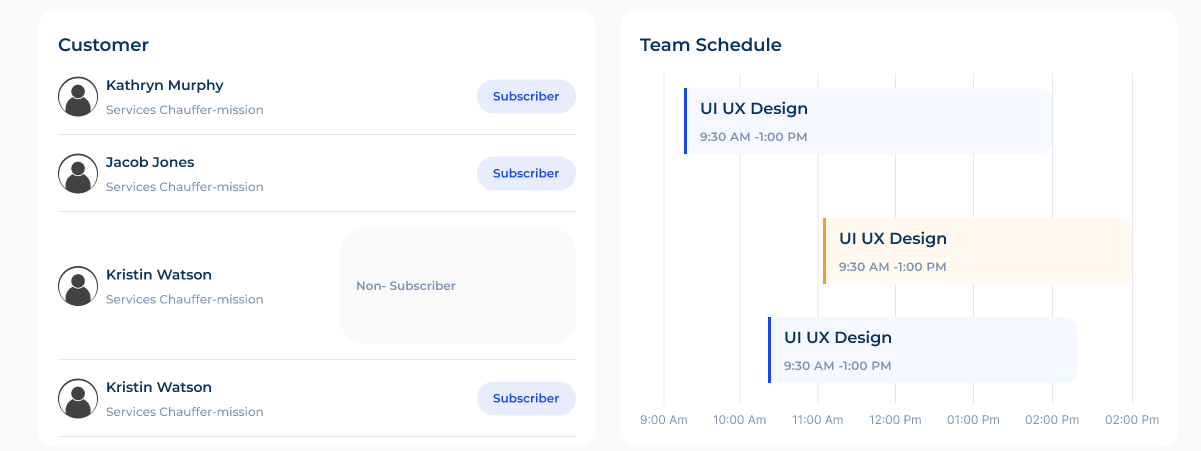 Customer
Kathryn Murphy
Services Chauffer-mission
Subscriber
Jacob Jones
Services Chauffer-mission
Subscriber
Kristin Watson
Services Chauffer-mission
Non- Subscriber
Kristin Watson
Services Chauffer-mission
Subscriber
Team Schedule
UI UX Design
9:30 AM -1:00 PM
UI UX Design
9:30 AM -1:00 PM
UI UX Design
9:30 AM -1:00 PM
9:00 Am 10:00 Am 11:00 Am 12:00 Pm 01:00 Pm 02:00 Pm 02:00 Pm